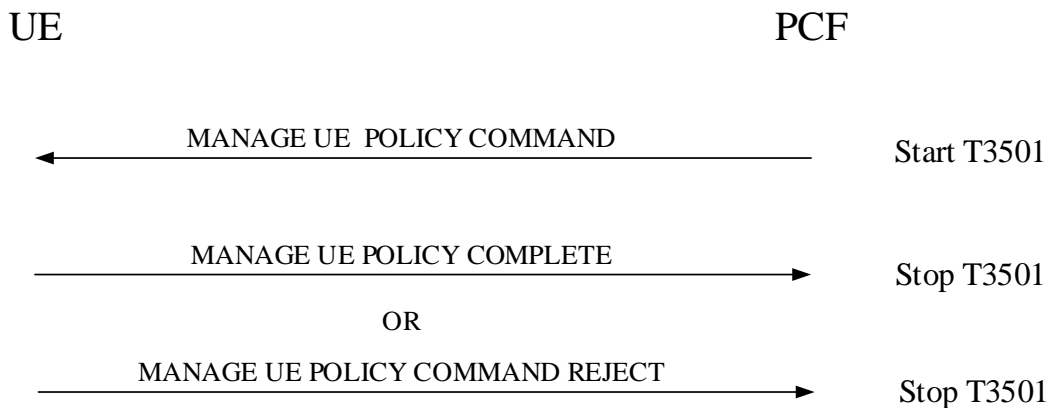 UE PCF
MANAGE UE POLICY COMMAND Start T3501
MANAGE UE POLICY COMPLETE Stop T3501
OR
MANAGE UE POLICY COMMAND REJECT Stop T3501